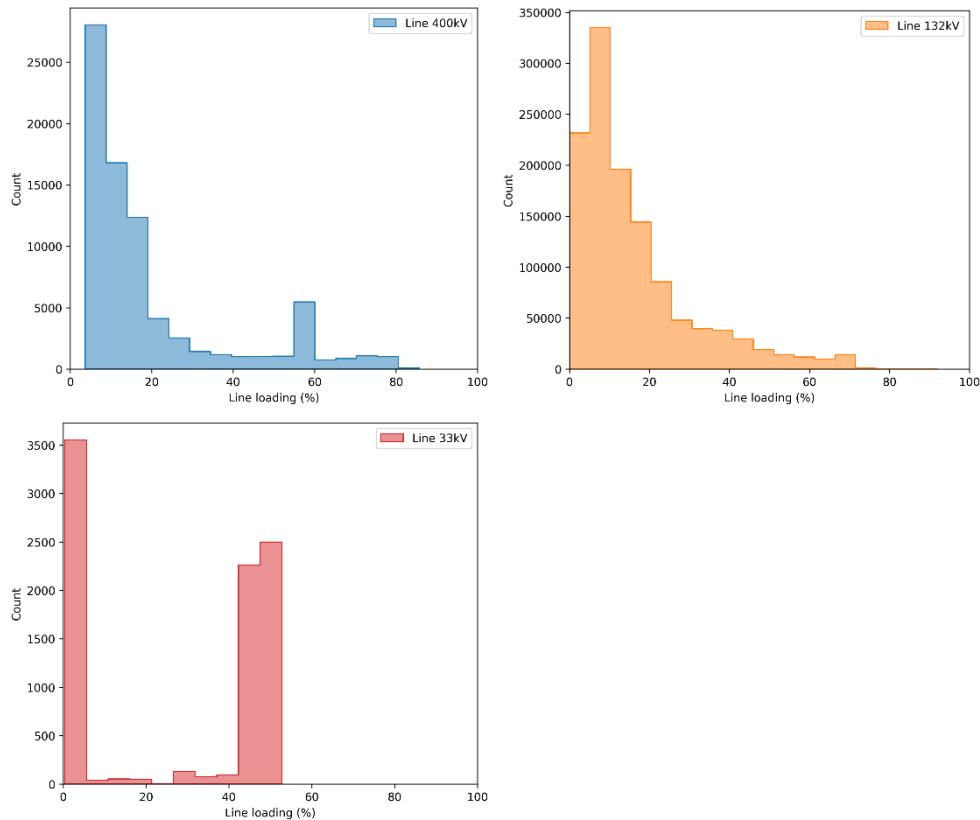 Line 400kV
25000
20000
15000
10000
5000
0
Count
0 20 40 60 80 100
Line loading (%)
Line 132kV
350000
300000
250000
200000
150000
100000
50000
0
Count
0 20 40 60 80 100
Line loading (%)
Line 33kV
3500
3000
2500
2000
1500
1000
500
0
Count
0 20 40 60 80 100
Line loading (%)